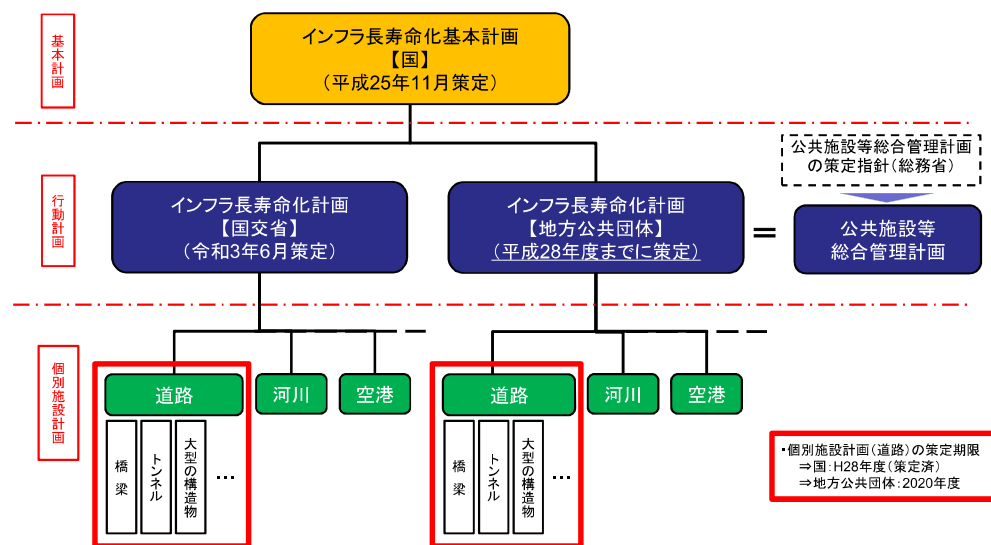 基本計画
インフラ長寿命化基本計画
【国】
（平成25年11月策定）
公共施設等総合管理計画
の策定指針（総務省）
行動計画
インフラ長寿命化計画
【国交省】
（令和3年6月策定）
インフラ長寿命化計画
【地方公共団体】
（平成28年度までに策定）
＝
公共施設等
総合管理計画
個別施設計画
道路
河川
空港
道路
河川
空港
橋梁
トンネル
大型の構造物
…
橋梁
トンネル
大型の構造物
…
・個別施設計画（道路）の策定期限
⇒国：H28年度（策定済）
⇒地方公共団体：2020年度